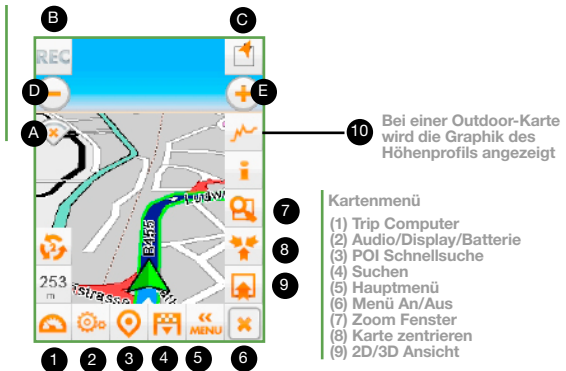 B
C
REC
D
E
A
10
Bei einer Outdoor-Karte
wird die Graphik des
Höhenprofils angezeigt
7
Kartenmenü
(1) Trip Computer
(2) Audio/Display/Batterie
(3) POI Schnellsuche
(4) Suchen
(5) Hauptmenü
(6) Menü An/Aus
(7) Zoom Fenster
(8) Karte zentrieren
(9) 2D/3D Ansicht
8
2
253
m
9
MENU
1
2
3
4
5
6